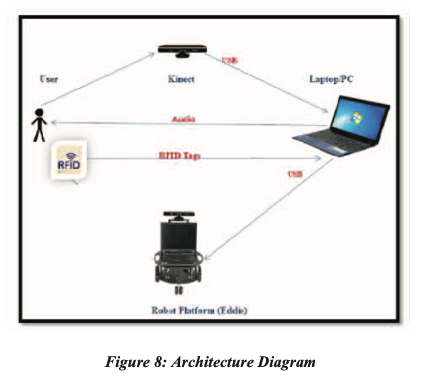 USB
User
Kinect
Laptop/PC
Audio
RFID Tags
RFID
USB
Robot Platform (Eddie)
Figure 8: Architecture Diagram